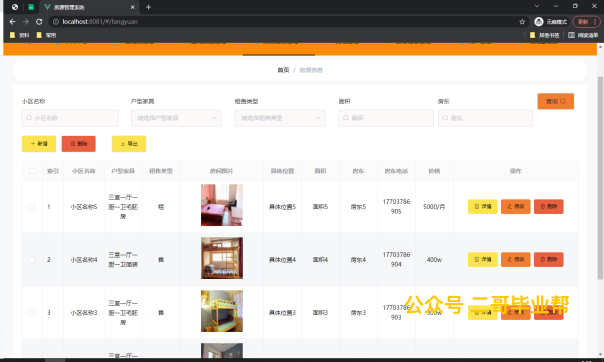 房源管理系统
localhost:8081/#/fangyuan
无痕模式
更新
资料
常用
其他书签
阅读清单
首页 / 房源信息
小区名称
户型家具
租售类型
面积
房东
小区名称
请选择户型家具
请选择租售类型
面积
房东
查询
新增
删除
导出
索引 小区名称 户型家具 租售类型 房间图片 具体位置 面积 房东 房东电话 价格 操作
1 小区名称5 三室一厅一厨一卫毛坯房 租 具体位置5 面积5 房东5 17703786905 5000/月 详情 修改 删除
2 小区名称4 三室一厅一厨一卫简装 售 具体位置4 面积4 房东4 17703786904 400w 详情 修改 删除
3 小区名称3 三室一厅一厨一卫毛坯房 售 具体位置3 面积3 房东3 17703786903 300w 详情 修改 删除
三室一厅一
公众号 二哥毕业帮